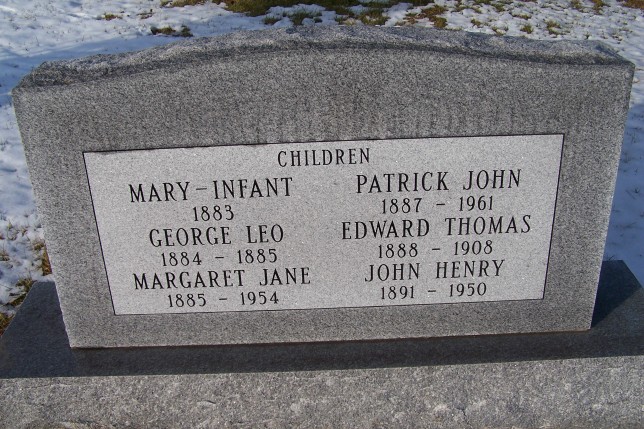 CHILDREN
MARY - INFANT
1883
GEORGE LEO
1884 - 1885
MARGARET JANE
1885 - 1954
PATRICK JOHN
1887 - 1961
EDWARD THOMAS
1888 - 1908
JOHN HENRY
1891 - 1950